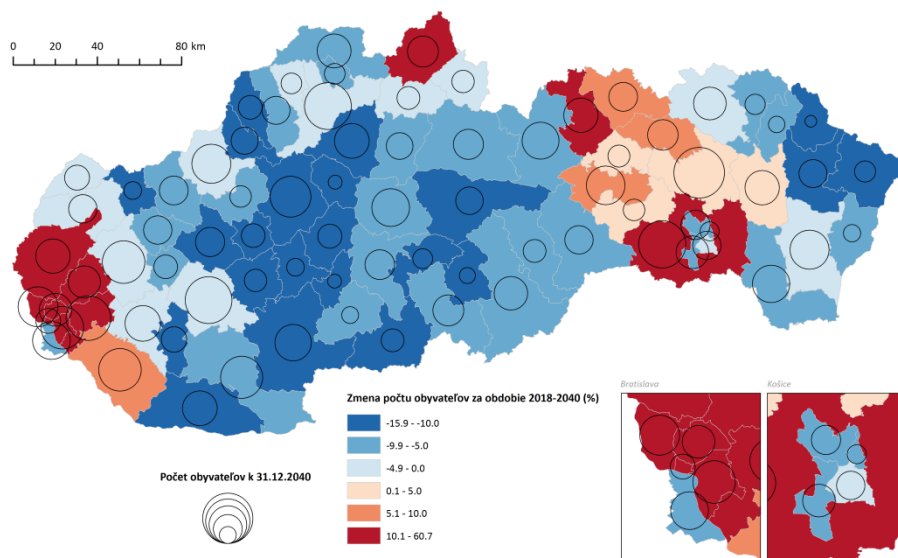 0 20 40 80 km
Bratislava
Košice
Zmena počtu obyvateľov za obdobie 2018-2040 (%)
-15.9 - -10.0
-9.9 - -5.0
-4.9 - 0.0
0.1 - 5.0
5.1 - 10.0
10.1 - 60.7
Počet obyvateľov k 31.12.2040